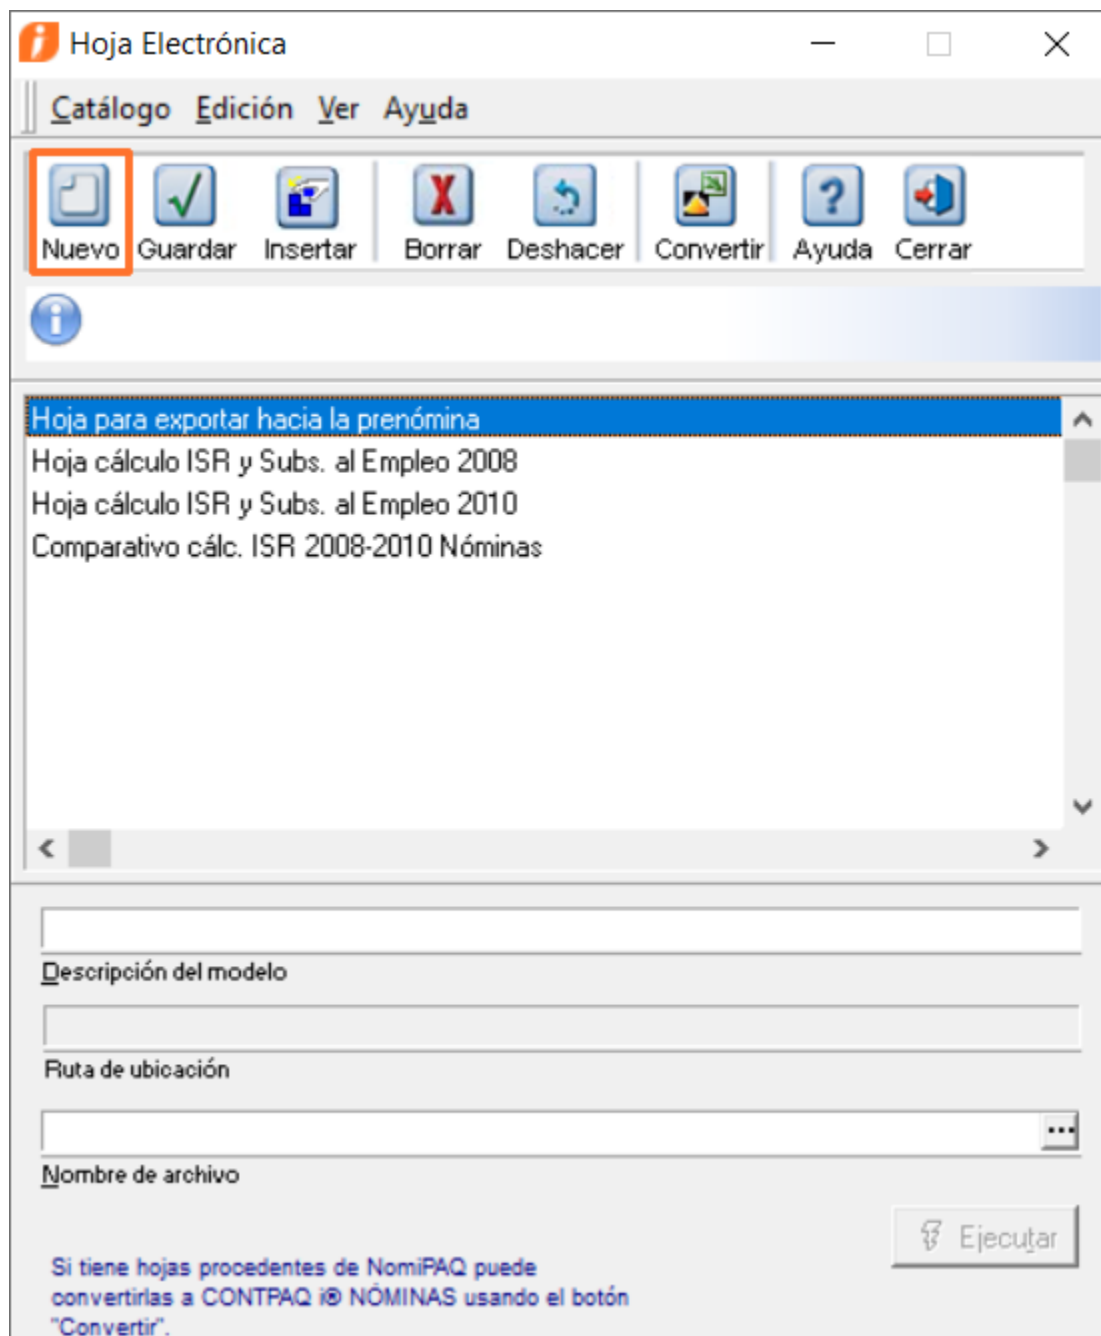 Hoja Electrónica
Catálogo Edición Ver Ayuda
Nuevo Guardar Insertar Borrar Deshacer Convertir Ayuda Cerrar
Hoja para exportar hacia la prenómina
Hoja cálculo ISR y Subs. al Empleo 2008
Hoja cálculo ISR y Subs. al Empleo 2010
Comparativo cálc. ISR 2008-2010 Nóminas
Descripción del modelo
Ruta de ubicación
...
Nombre de archivo
Ejecutar
Si tiene hojas procedentes de NomiPAQ puede
convertirlas a CONTPAQ i® NÓMINAS usando el botón
"Convertir".